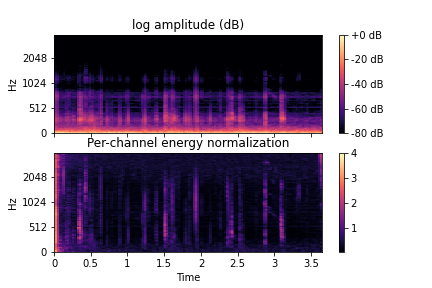 log amplitude (dB)
Hz
2048
1024
512
0
+0 dB
-20 dB
-40 dB
-60 dB
-80 dB
Per-channel energy normalization
Hz
2048
1024
512
0
4
3
2
1
0 0.5 1 1.5 2 2.5 3 3.5
Time